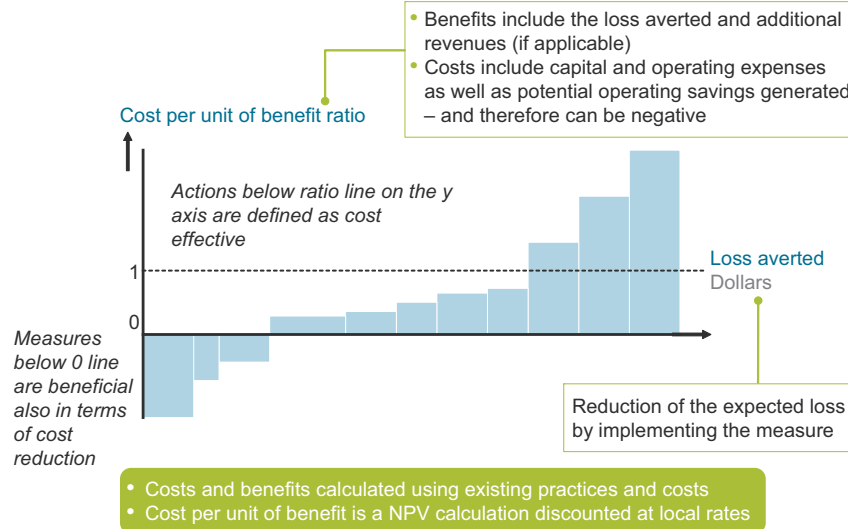 • Benefits include the loss averted and additional
revenues (if applicable)
• Costs include capital and operating expenses
as well as potential operating savings generated
– and therefore can be negative
Cost per unit of benefit ratio
Actions below ratio line on the y
axis are defined as cost
effective
1
0
Loss averted
Dollars
Measures
below 0 line
are beneficial
also in terms
of cost
reduction
Reduction of the expected loss
by implementing the measure
• Costs and benefits calculated using existing practices and costs
• Cost per unit of benefit is a NPV calculation discounted at local rates